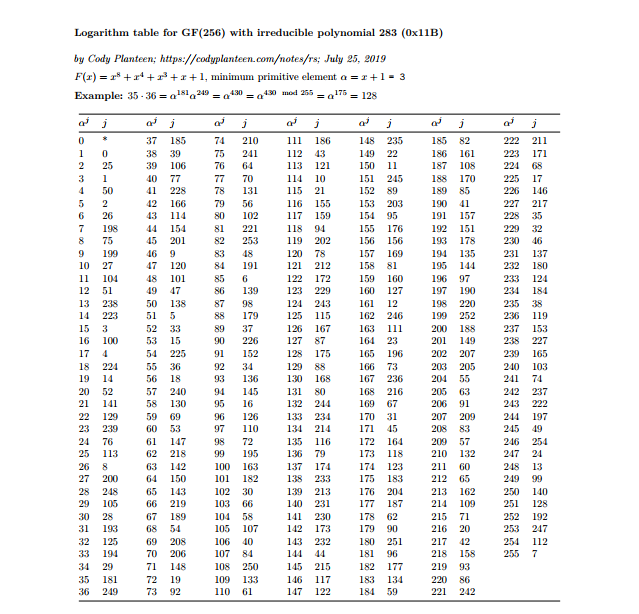 Logarithm table for GF(256) with irreducible polynomial 283 (0x11B)
by Cody Planteen; https://codyplanteen.com/notes/rs; July 25, 2019
F(x) = x⁸ + x⁴ + x³ + x + 1, minimum primitive element α = x + 1 = 3
Example: 35 · 36 = α¹⁸¹α²⁴⁹ = α⁴³⁰ = α⁴³⁰ ᵐᵒᵈ ²⁵⁵ = α¹⁷⁵ = 128
αʲ j αʲ j αʲ j αʲ j αʲ j αʲ j αʲ j
0 * 37 185 74 210 111 186 148 235 185 82 222 211
1 0 38 39 75 241 112 43 149 22 186 161 223 171
2 25 39 106 76 64 113 121 150 11 187 108 224 68
3 1 40 77 77 70 114 10 151 245 188 170 225 17
4 50 41 228 78 131 115 21 152 89 189 85 226 146
5 2 42 166 79 56 116 155 153 203 190 41 227 217
6 26 43 114 80 102 117 159 154 95 191 157 228 35
7 198 44 154 81 221 118 94 155 176 192 151 229 32
8 75 45 201 82 253 119 202 156 156 193 178 230 46
9 199 46 9 83 48 120 78 157 169 194 135 231 137
10 27 47 120 84 191 121 212 158 81 195 144 232 180
11 104 48 101 85 6 122 172 159 160 196 97 233 124
12 51 49 47 86 139 123 229 160 127 197 190 234 184
13 238 50 138 87 98 124 243 161 12 198 220 235 38
14 223 51 5 88 179 125 115 162 246 199 252 236 119
15 3 52 33 89 37 126 167 163 111 200 188 237 153
16 100 53 15 90 226 127 87 164 23 201 149 238 227
17 4 54 225 91 152 128 175 165 196 202 207 239 165
18 224 55 36 92 34 129 88 166 73 203 205 240 103
19 14 56 18 93 136 130 168 167 236 204 55 241 74
20 52 57 240 94 145 131 80 168 216 205 63 242 237
21 141 58 130 95 16 132 244 169 67 206 91 243 222
22 129 59 69 96 126 133 234 170 31 207 209 244 197
23 239 60 53 97 110 134 214 171 45 208 83 245 49
24 76 61 147 98 72 135 116 172 164 209 57 246 254
25 113 62 218 99 195 136 79 173 118 210 132 247 24
26 8 63 142 100 163 137 174 174 123 211 60 248 13
27 200 64 150 101 182 138 233 175 183 212 65 249 99
28 248 65 143 102 30 139 213 176 204 213 162 250 140
29 105 66 219 103 66 140 231 177 187 214 109 251 128
30 28 67 189 104 58 141 230 178 62 215 71 252 192
31 193 68 54 105 107 142 173 179 90 216 20 253 247
32 125 69 208 106 40 143 232 180 251 217 42 254 112
33 194 70 206 107 84 144 44 181 96 218 158 255 7
34 29 71 148 108 250 145 215 182 177 219 93
35 181 72 19 109 133 146 117 183 134 220 86
36 249 73 92 110 61 147 122 184 59 221 242